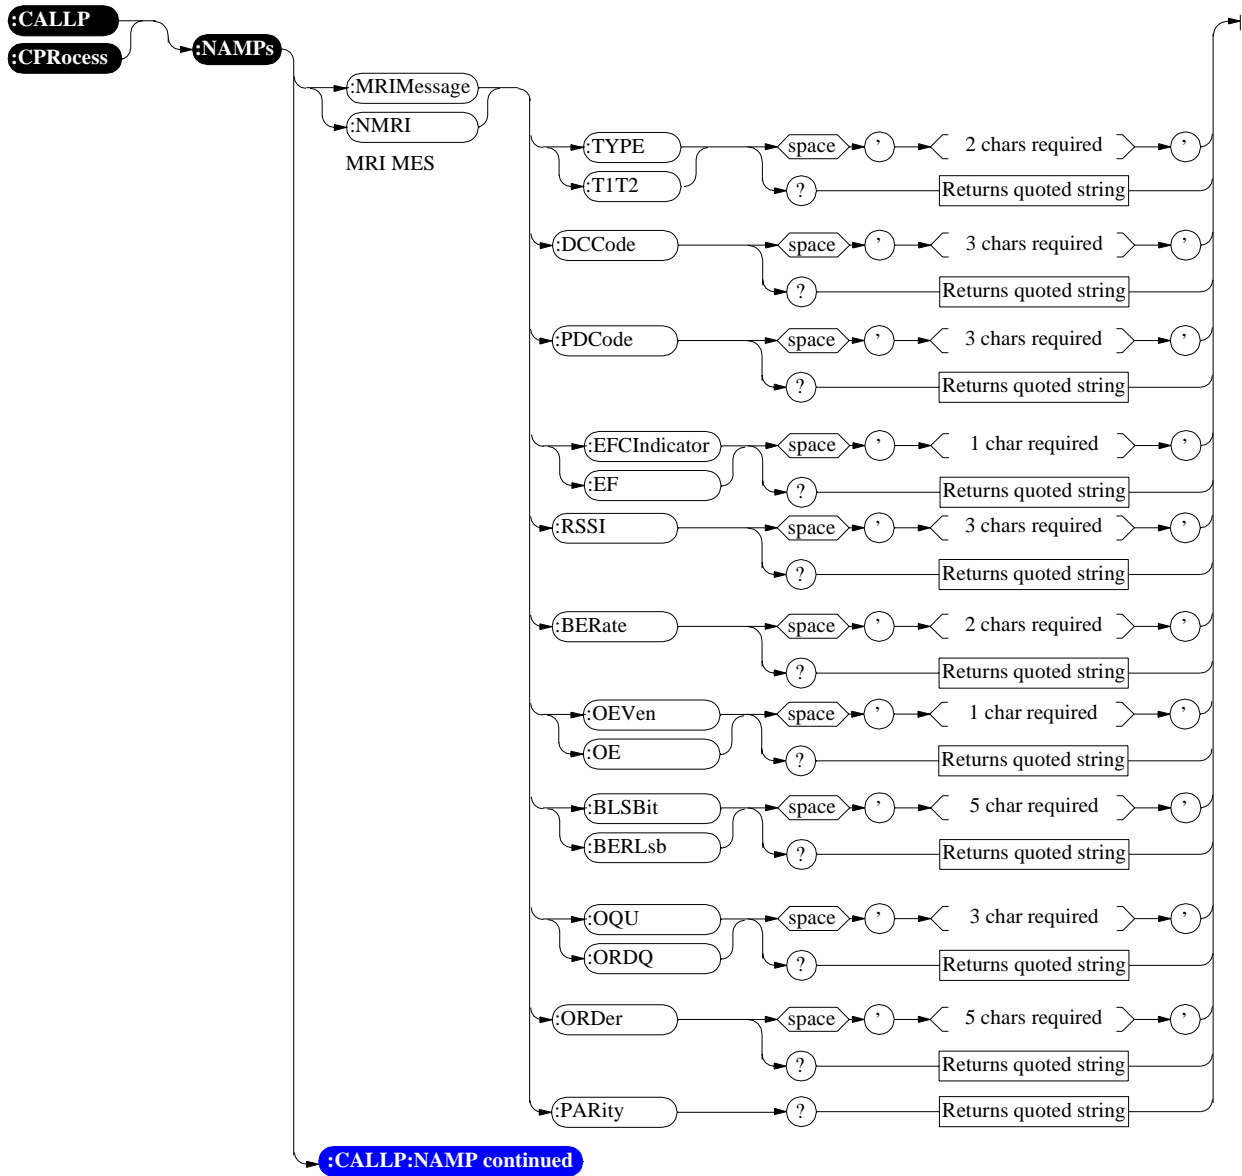 :CALLP
:CPRocess
:NAMPs
:MRIMessage
:NMRI
MRI MES
:TYPE space ’ 2 chars required ’
:T1T2 ? Returns quoted string
:DCCode space ’ 3 chars required ’
? Returns quoted string
:PDCode space ’ 3 chars required ’
? Returns quoted string
:EFCIndicator space ’ 1 char required ’
:EF ? Returns quoted string
:RSSI space ’ 3 chars required ’
? Returns quoted string
:BERate space ’ 2 chars required ’
? Returns quoted string
:OEVen space ’ 1 char required ’
:OE ? Returns quoted string
:BLSBit space ’ 5 char required ’
:BERLsb ? Returns quoted string
:OQU space ’ 3 char required ’
:ORDQ ? Returns quoted string
:ORDer space ’ 5 chars required ’
? Returns quoted string
:PARity ? Returns quoted string
:CALLP:NAMP continued